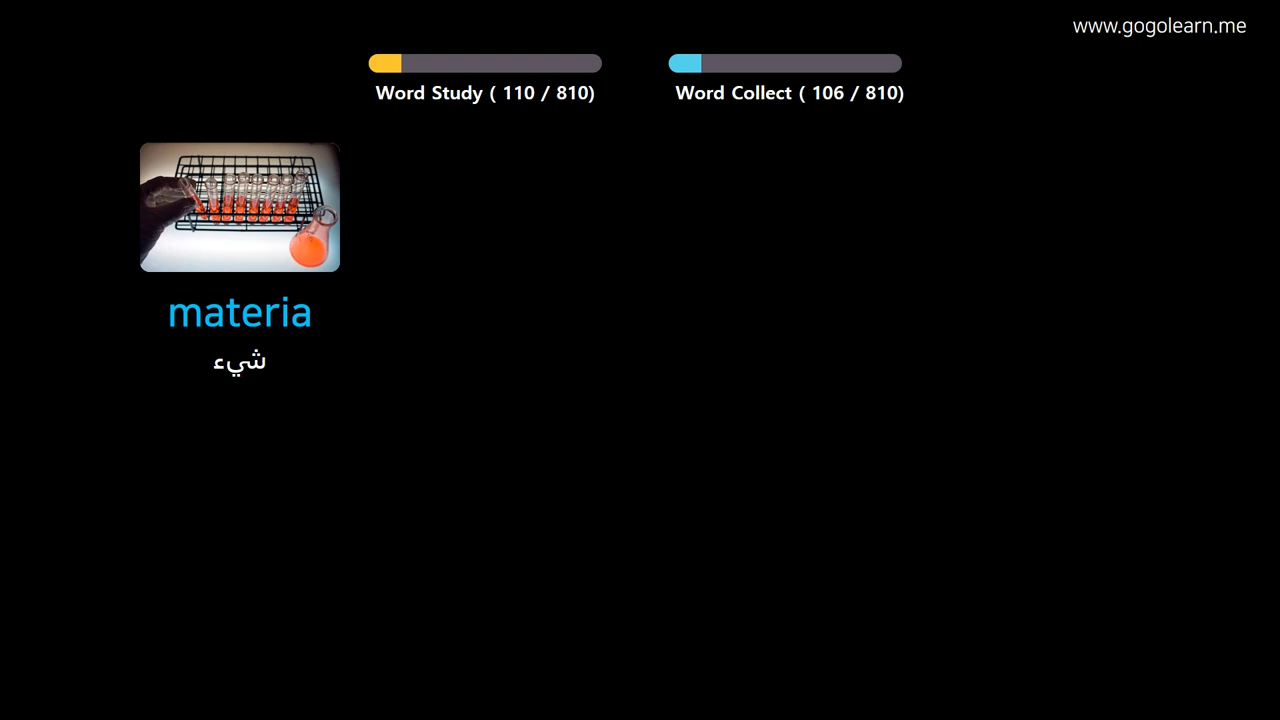 www.gogolearn.me
Word Study ( 110 / 810)
Word Collect ( 106 / 810)
materia
شيء